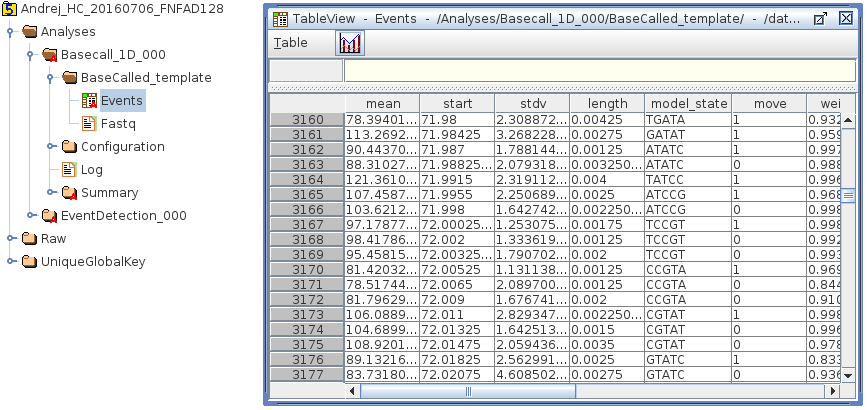 Andrej_HC_20160706_FNFAD128
Analyses
Basecall_1D_000
BaseCalled_template
Events
Fastq
Configuration
Log
Summary
EventDetection_000
Raw
UniqueGlobalKey
TableView - Events - /Analyses/Basecall_1D_000/BaseCalled_template/ - /dat...
Table
mean start stdv length model_state move wei
3160 78.39401... 71.98 2.308872... 0.00425 TGATA 1 0.932
3161 113.2692... 71.98425 3.268228... 0.00275 GATAT 1 0.959
3162 90.44370... 71.987 1.788144... 0.00125 ATATC 1 0.997
3163 88.31027... 71.98825... 2.079318... 0.003250... ATATC 0 0.988
3164 121.3610... 71.9915 2.319112... 0.004 TATCC 1 0.996
3165 107.4587... 71.9955 2.250689... 0.0025 ATCCG 1 0.968
3166 103.6212... 71.998 1.642742... 0.002250... ATCCG 0 0.998
3167 97.17877... 72.00025... 1.253075... 0.00175 TCCGT 1 0.998
3168 98.41786... 72.002 1.333619... 0.00125 TCCGT 0 0.992
3169 95.45815... 72.00325... 1.790702... 0.002 TCCGT 0 0.993
3170 81.42032... 72.00525 1.131138... 0.00125 CCGTA 1 0.969
3171 78.51744... 72.0065 2.089700... 0.00125 CCGTA 0 0.844
3172 81.79629... 72.009 1.676741... 0.002 CCGTA 0 0.910
3173 106.0889... 72.011 2.829347... 0.002250... CGTAT 1 0.998
3174 104.6899... 72.01325 1.642513... 0.0015 CGTAT 0 0.996
3175 108.9201... 72.01475 2.059436... 0.0035 CGTAT 0 0.978
3176 89.13216... 72.01825 2.562991... 0.0025 GTATC 1 0.833
3177 83.73180... 72.02075 4.608502... 0.00275 GTATC 0 0.936